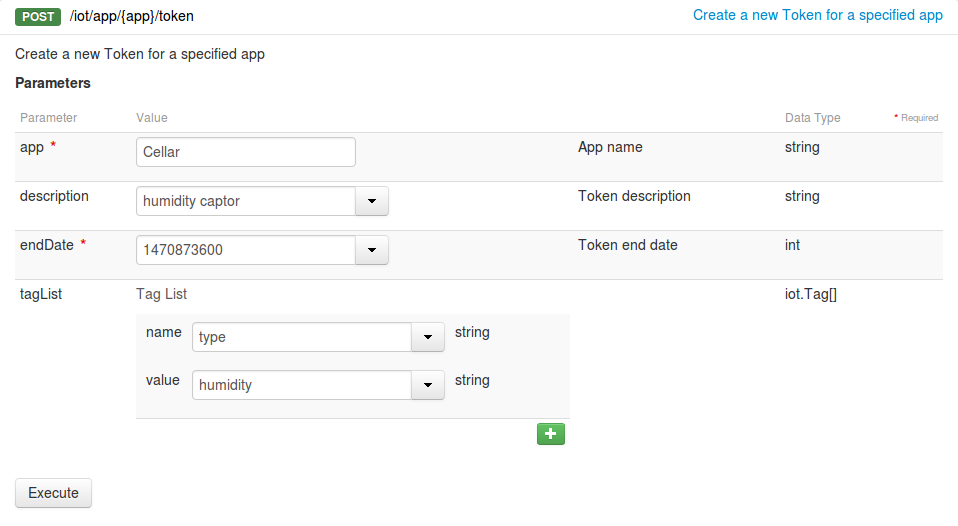 POST /iot/app/{app}/token Create a new Token for a specified app
Create a new Token for a specified app
Parameters
Parameter Value Data Type * Required
app * Cellar App name string
description humidity captor Token description string
endDate * 1470873600 Token end date int
tagList Tag List iot.Tag[]
name type string
value humidity string
Execute